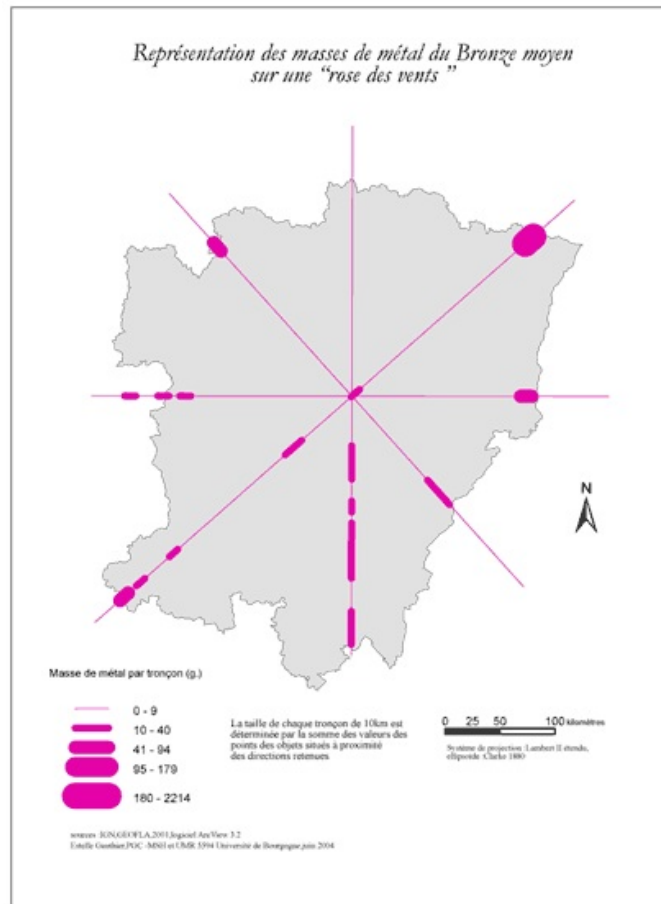 Représentation des masses de métal du Bronze moyen
sur une “rose des vents ”
N
Masse de métal par tronçon (g.)
0 - 9
10 - 40
41 - 94
95 - 179
180 - 2214
La taille de chaque tronçon de 10km est
déterminée par la somme des valeurs des
points des objets situés à proximité
des directions retenues
0 25 50 100 kilomètres
Système de projection : Lambert II étendu,
ellipsoïde :Clarke 1880
sources IGN,GEOFLA,2001,logiciel ArcView 3.2
Estelle Gauthier,PGC -MNH et UMR 5594 Université de Bourgogne,juin 2004